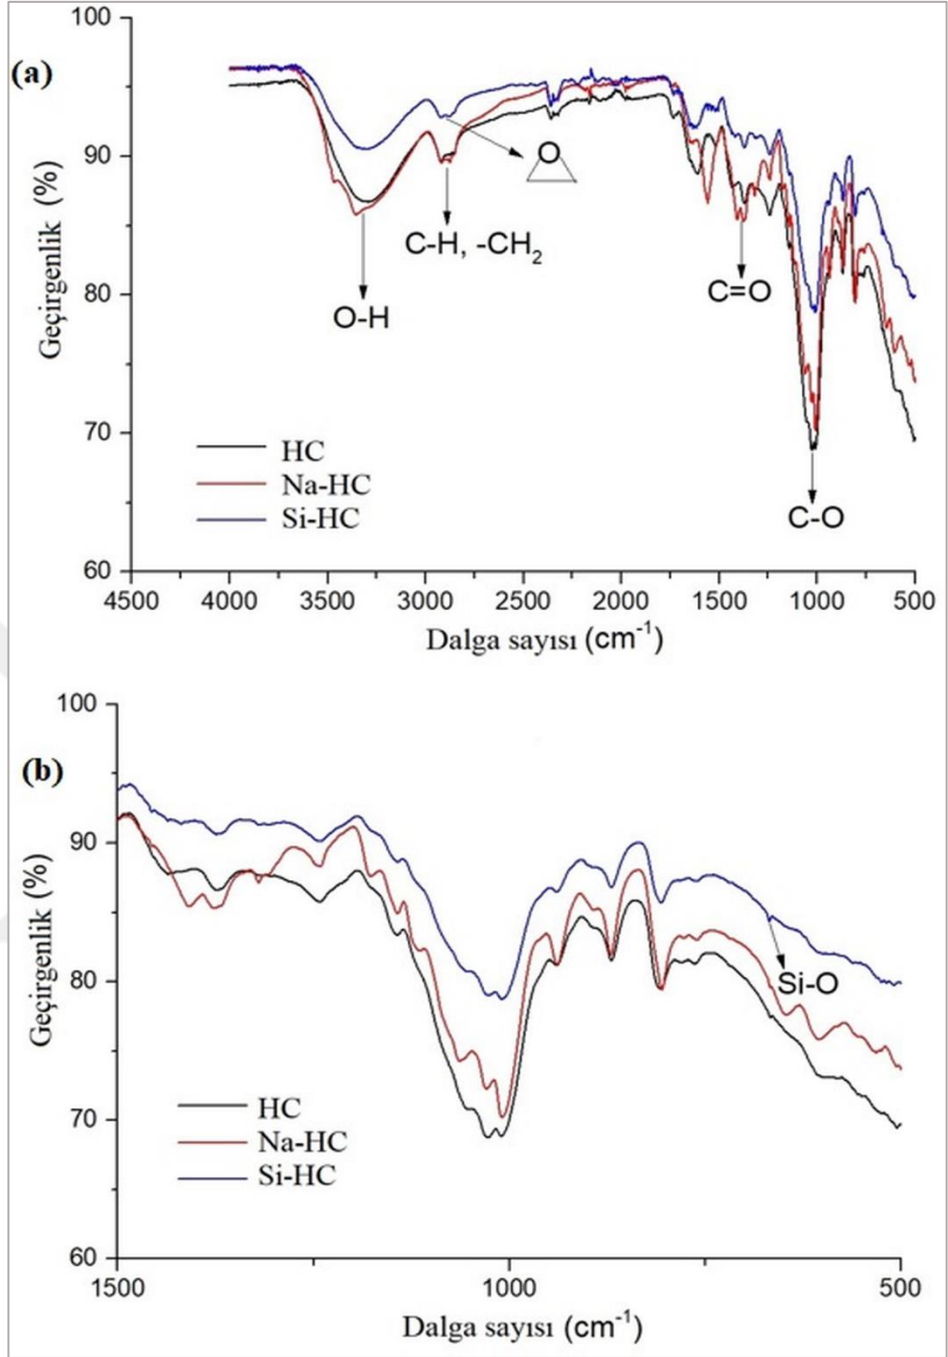 (a)
100
90
80
70
60
Geçirgenlik (%)
O
C-H, -CH2
O-H
C=O
C-O
HC
Na-HC
Si-HC
4500 4000 3500 3000 2500 2000 1500 1000 500
Dalga sayısı (cm-1)
(b)
100
90
80
70
60
Geçirgenlik (%)
Si-O
HC
Na-HC
Si-HC
1500 1000 500
Dalga sayısı (cm-1)